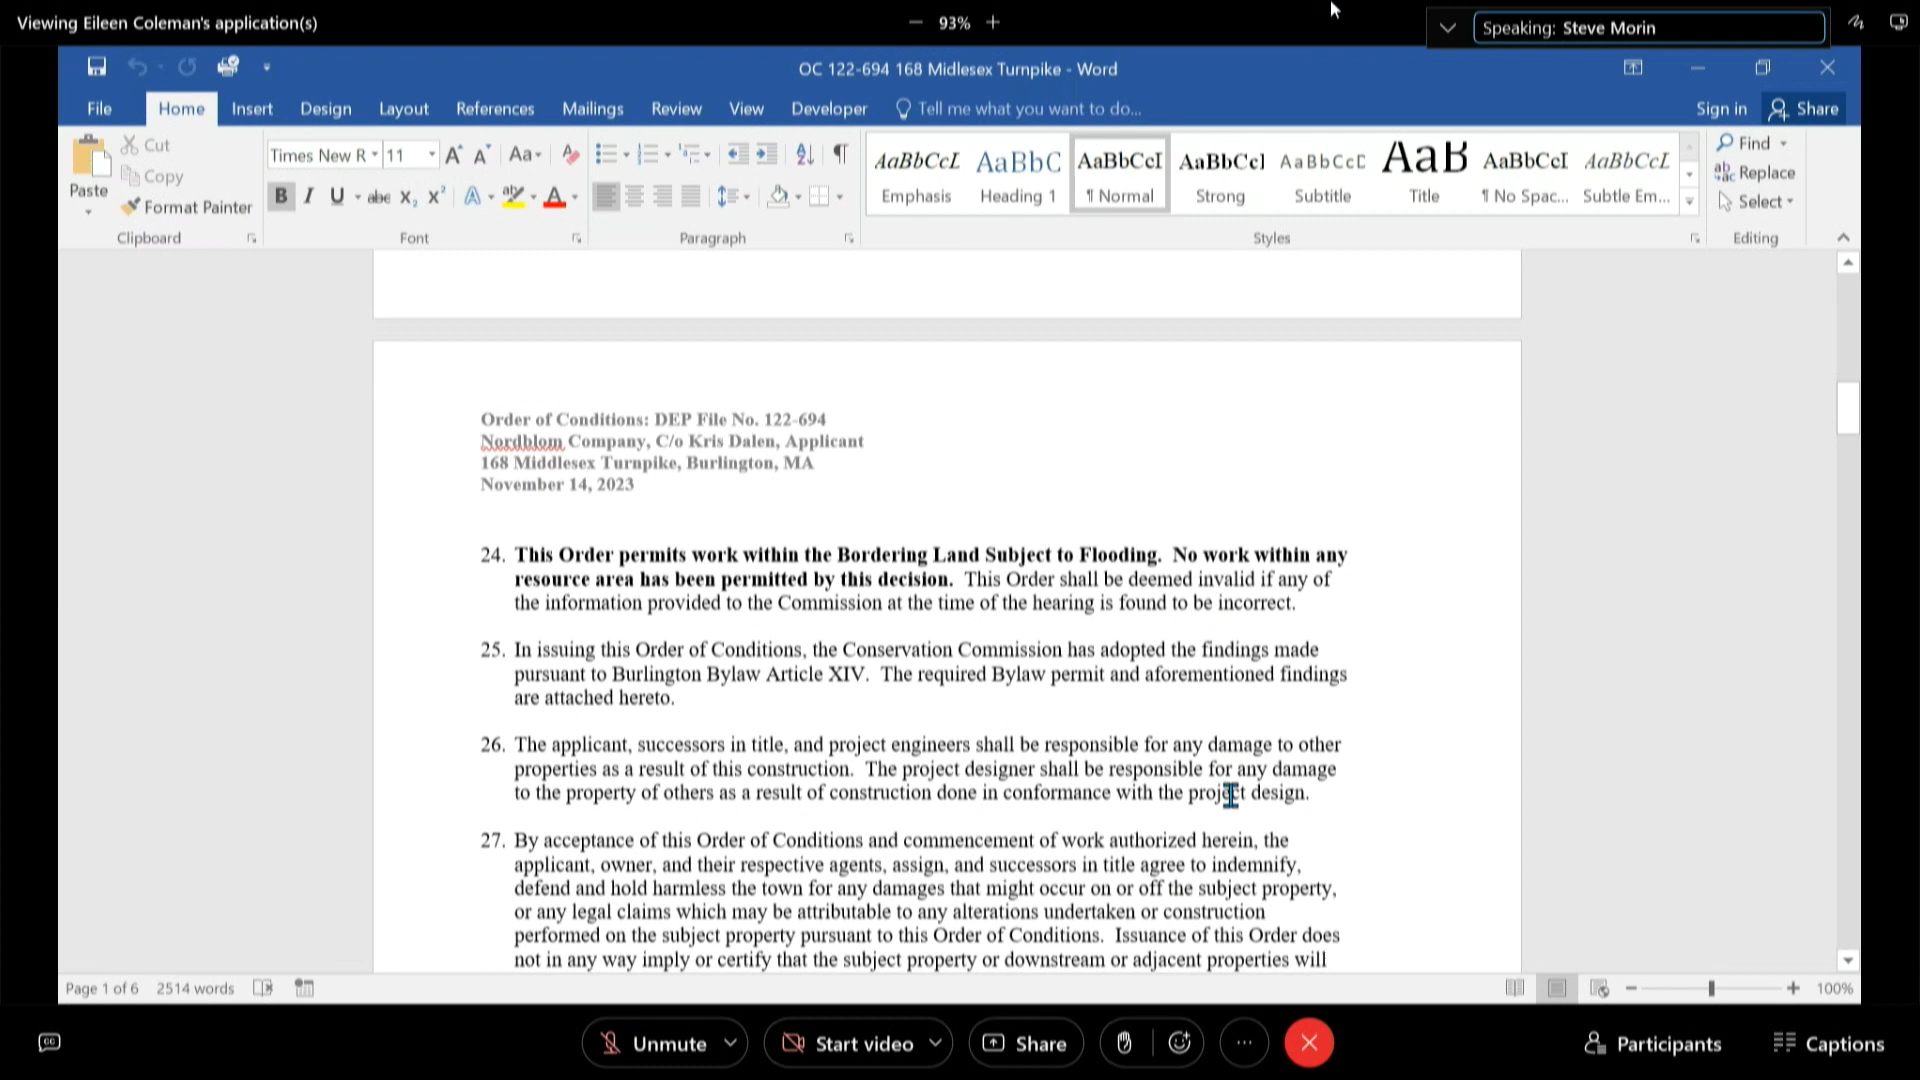 Viewing Eileen Coleman's application(s)
93%
Speaking: Steve Morin
OC 122-694 168 Midlesex Turnpike - Word
File Home Insert Design Layout References Mailings Review View Developer Tell me what you want to do... Sign in Share
Paste
Cut
Copy
Format Painter
Clipboard
Times New R 11
Font
Paragraph
AaBbCcI AaBbC AaBbCcI AaBbCcI AaBbCcC AaB AaBbCcI AaBbCcI
Emphasis Heading 1 ¶ Normal Strong Subtitle Title ¶ No Spac... Subtle Em...
Styles
Find
Replace
Select
Editing
Order of Conditions: DEP File No. 122-694
Nordblom Company, C/o Kris Dalen, Applicant
168 Middlesex Turnpike, Burlington, MA
November 14, 2023
24. This Order permits work within the Bordering Land Subject to Flooding. No work within any
resource area has been permitted by this decision. This Order shall be deemed invalid if any of
the information provided to the Commission at the time of the hearing is found to be incorrect.
25. In issuing this Order of Conditions, the Conservation Commission has adopted the findings made
pursuant to Burlington Bylaw Article XIV. The required Bylaw permit and aforementioned findings
are attached hereto.
26. The applicant, successors in title, and project engineers shall be responsible for any damage to other
properties as a result of this construction. The project designer shall be responsible for any damage
to the property of others as a result of construction done in conformance with the project design.
27. By acceptance of this Order of Conditions and commencement of work authorized herein, the
applicant, owner, and their respective agents, assign, and successors in title agree to indemnify,
defend and hold harmless the town for any damages that might occur on or off the subject property,
or any legal claims which may be attributable to any alterations undertaken or construction
performed on the subject property pursuant to this Order of Conditions. Issuance of this Order does
not in any way imply or certify that the subject property or downstream or adjacent properties will
Page 1 of 6 2514 words
100%
Unmute Start video Share Participants Captions